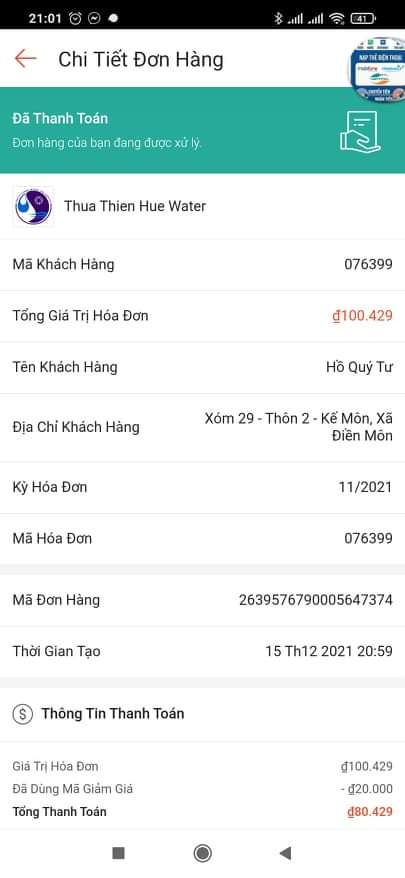 21:01
41
Chi Tiết Đơn Hàng
NẠP THẺ ĐIỆN THOẠI
mobifone
Đã Thanh Toán
Đơn hàng của bạn đang được xử lý.
Thua Thien Hue Water
Mã Khách Hàng 076399
Tổng Giá Trị Hóa Đơn ₫100.429
Tên Khách Hàng Hồ Quý Tư
Địa Chỉ Khách Hàng Xóm 29 - Thôn 2 - Kế Môn, Xã
Điền Môn
Kỳ Hóa Đơn 11/2021
Mã Hóa Đơn 076399
Mã Đơn Hàng 2639576790005647374
Thời Gian Tạo 15 Th12 2021 20:59
$ Thông Tin Thanh Toán
Giá Trị Hóa Đơn ₫100.429
Đã Dùng Mã Giảm Giá - ₫20.000
Tổng Thanh Toán ₫80.429